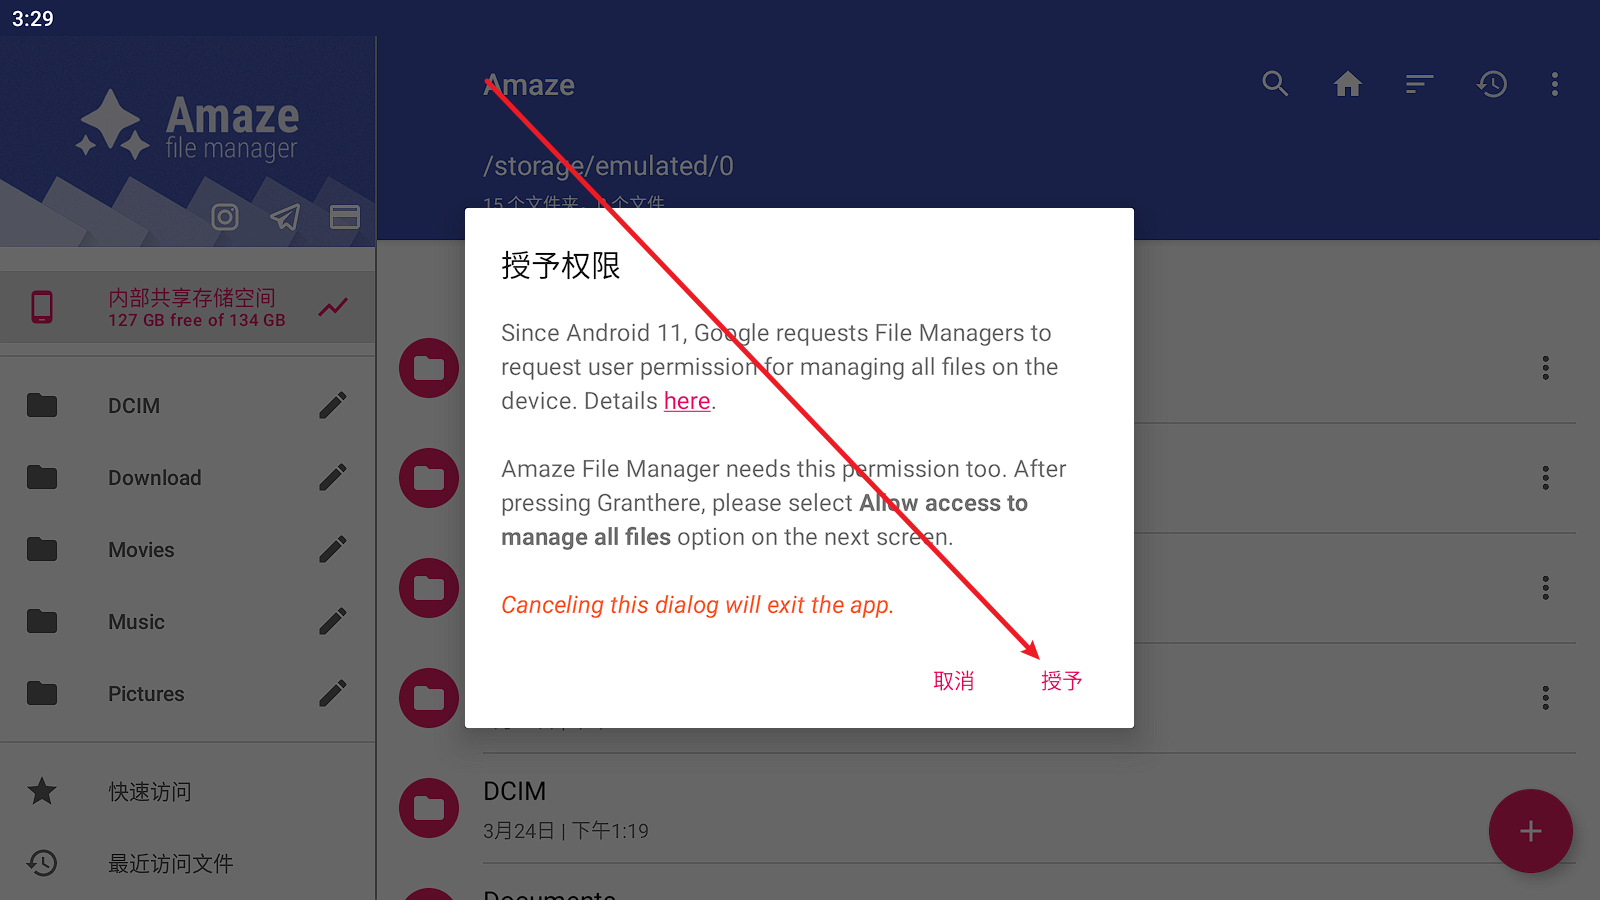 3:29
Amaze
file manager
内部共享存储空间
127 GB free of 134 GB
DCIM
Download
Movies
Music
Pictures
快速访问
最近访问文件
Amaze
/storage/emulated/0
15 个文件夹，0 个文件
授予权限
Since Android 11, Google requests File Managers to
request user permission for managing all files on the
device. Details here.
Amaze File Manager needs this permission too. After
pressing Granthere, please select Allow access to
manage all files option on the next screen.
Canceling this dialog will exit the app.
取消
授予
DCIM
3月24日 | 下午1:19
Documents